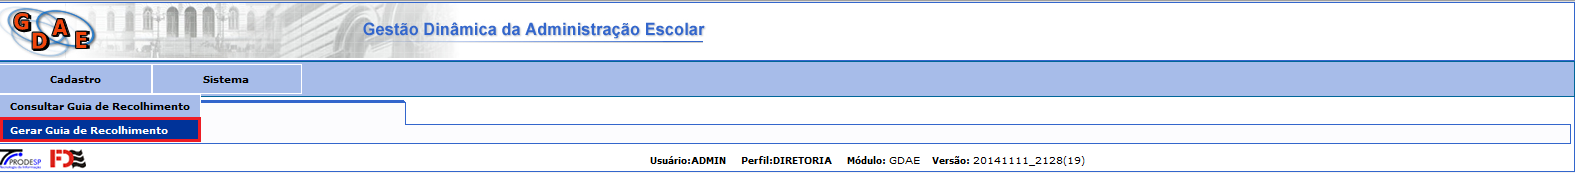 GDAE
Gestão Dinâmica da Administração Escolar
Cadastro Sistema
Consultar Guia de Recolhimento
Gerar Guia de Recolhimento
PRODESP FDE
Usuário:ADMIN Perfil:DIRETORIA Módulo: GDAE Versão: 20141111_2128(19)